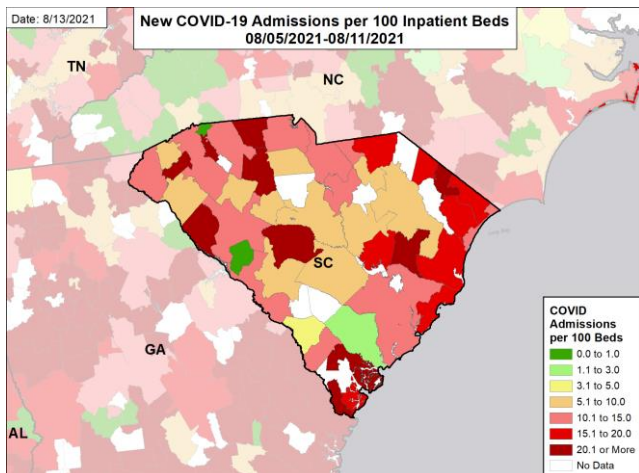 Date: 8/13/2021
New COVID-19 Admissions per 100 Inpatient Beds
08/05/2021-08/11/2021
TN
NC
SC
GA
AL
COVID
Admissions
per 100 Beds
0.0 to 1.0
1.1 to 3.0
3.1 to 5.0
5.1 to 10.0
10.1 to 15.0
15.1 to 20.0
20.1 or More
No Data